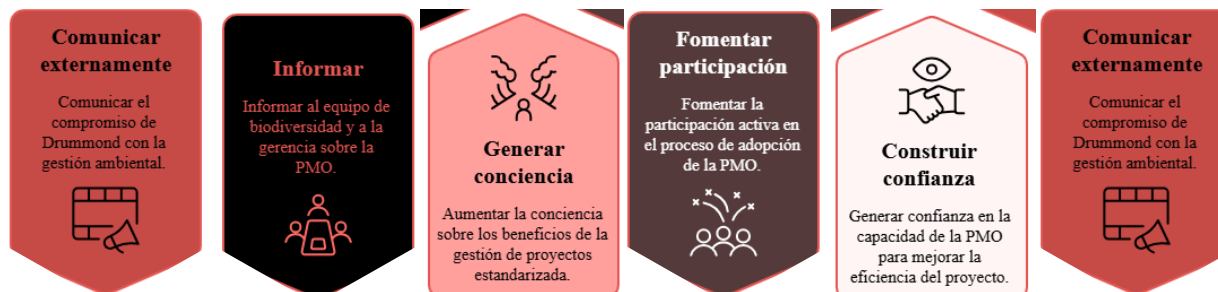 Comunicar
externamente
Comunicar el
compromiso de
Drummond con la
gestión ambiental.
Informar
Informar al equipo de
biodiversidad y a la
gerencia sobre la
PMO.
Generar
conciencia
Aumentar la conciencia
sobre los beneficios de la
gestión de proyectos
estandarizada.
Fomentar
participación
Fomentar la
participación activa en
el proceso de adopción
de la PMO.
Construir
confianza
Generar confianza en la
capacidad de la PMO
para mejorar la
eficiencia del proyecto.
Comunicar
externamente
Comunicar el
compromiso de
Drummond con la
gestión ambiental.